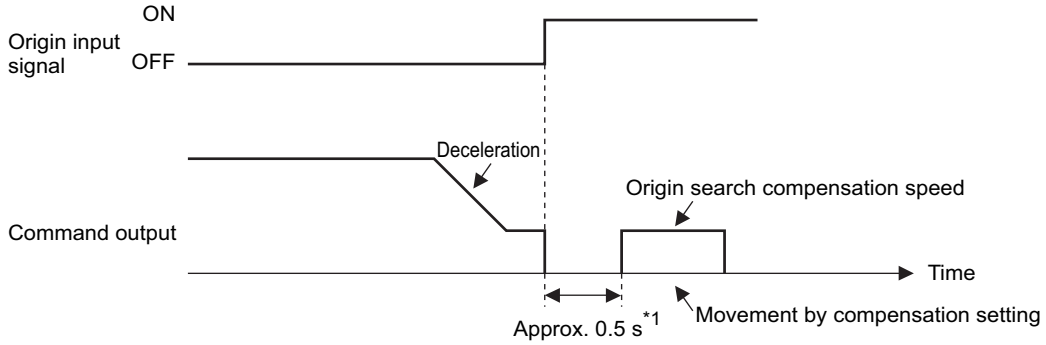 ON
Origin input
signal
OFF
Deceleration
Origin search compensation speed
Command output
Time
Approx. 0.5 s*1
Movement by compensation setting